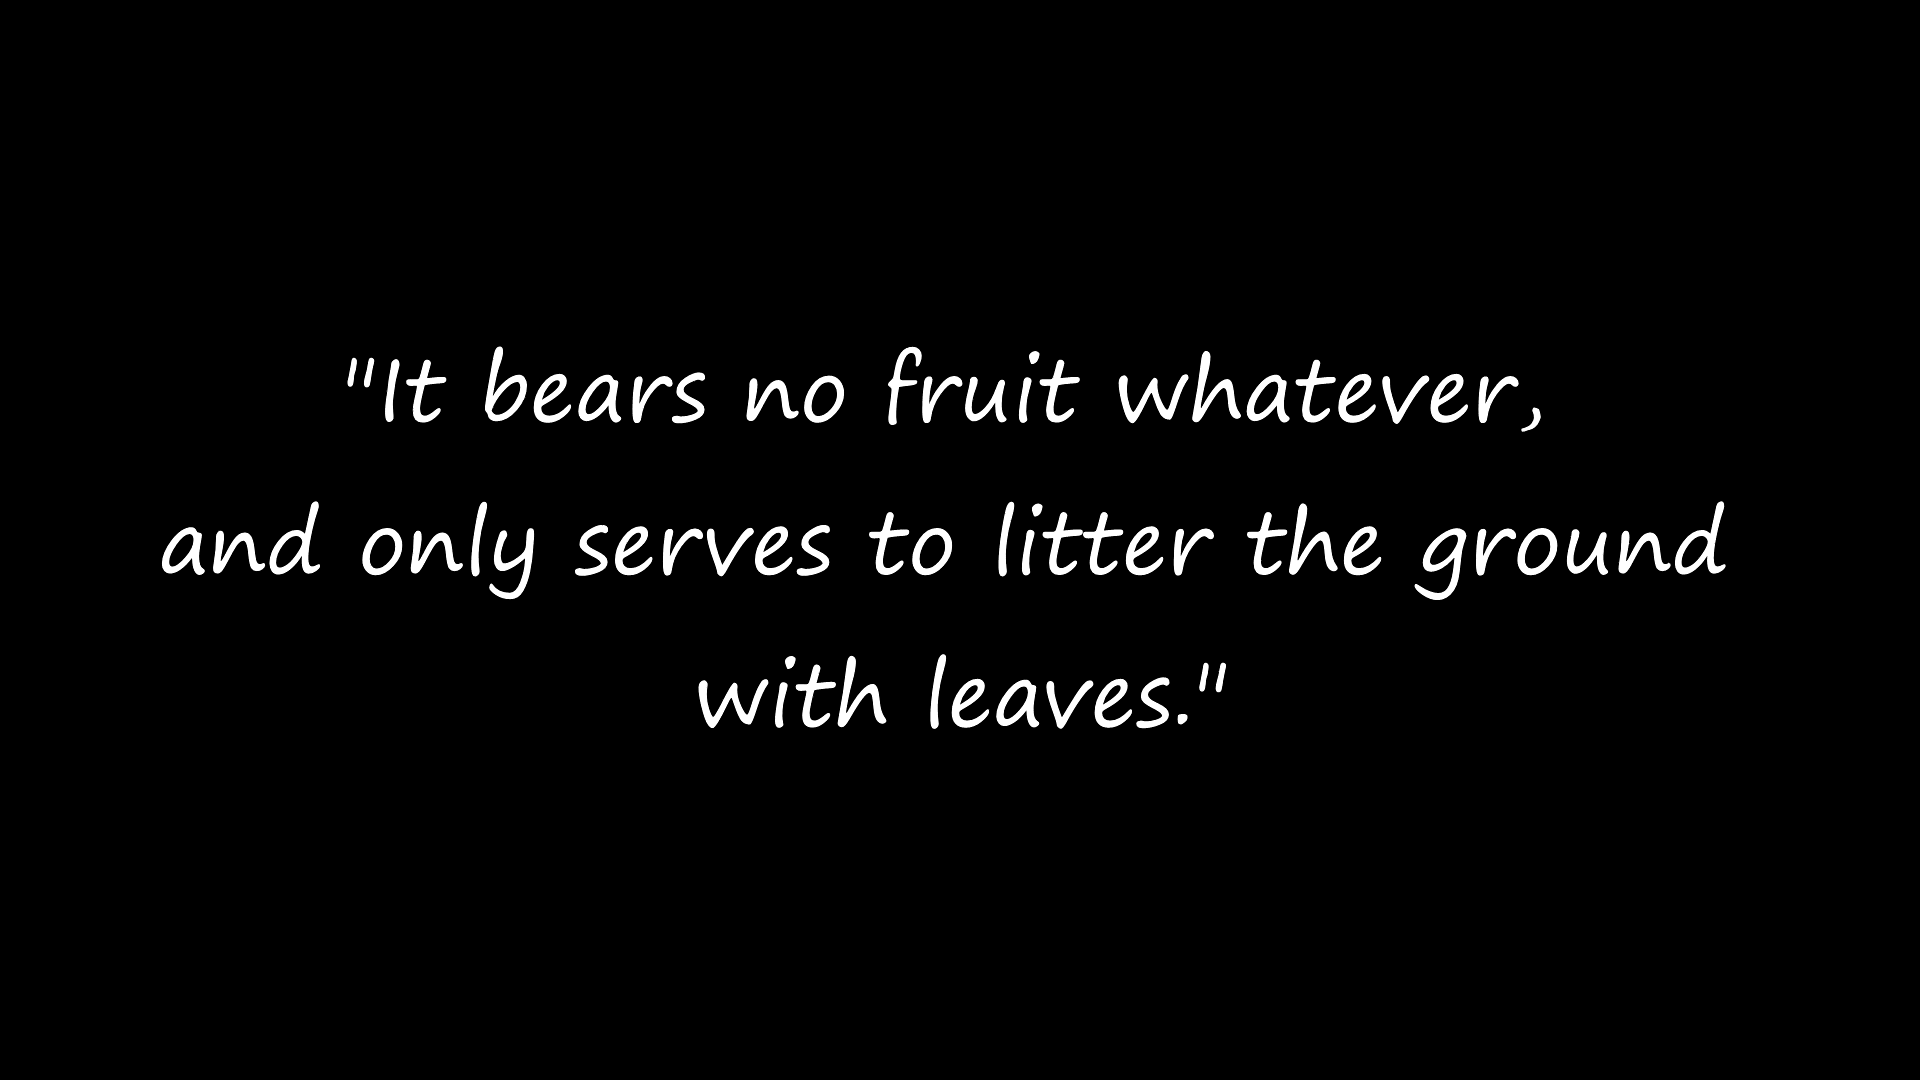 "It bears no fruit whatever,
and only serves to litter the ground
with leaves."